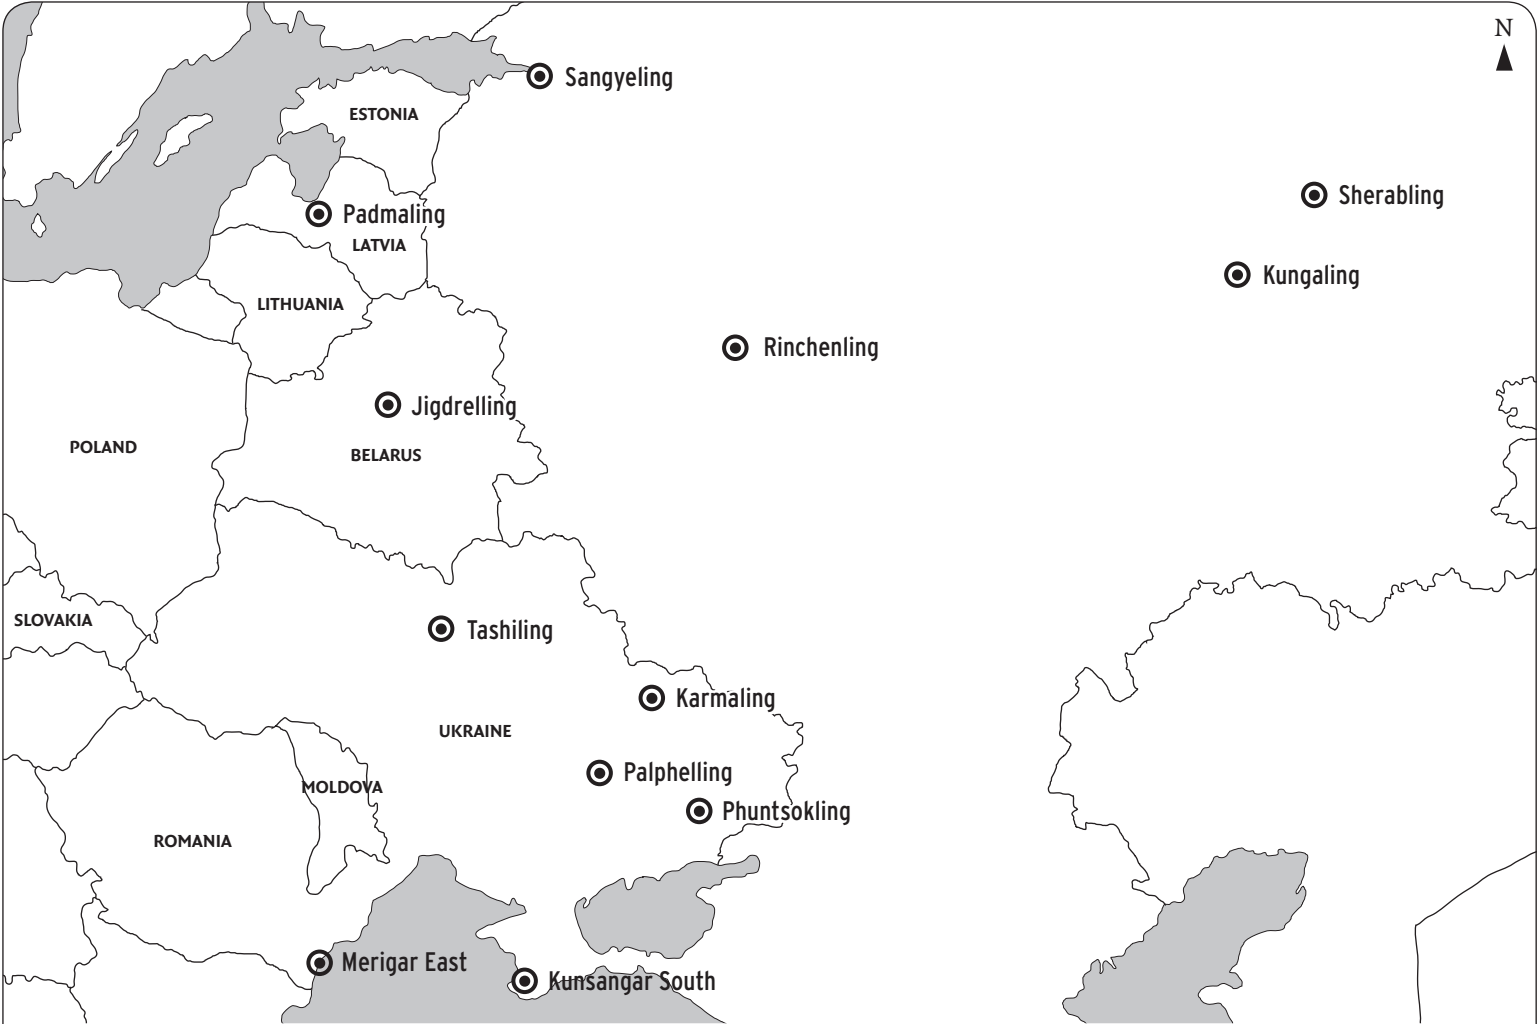 N
Sangyeling
ESTONIA
Sherabling
Padmaling
LATVIA
Kungaling
LITHUANIA
Rinchenling
Jigdrelling
POLAND
BELARUS
SLOVAKIA
Tashiling
Karmaling
UKRAINE
Palphelling
MOLDOVA
Phuntsokling
ROMANIA
Merigar East
Kunsangar South